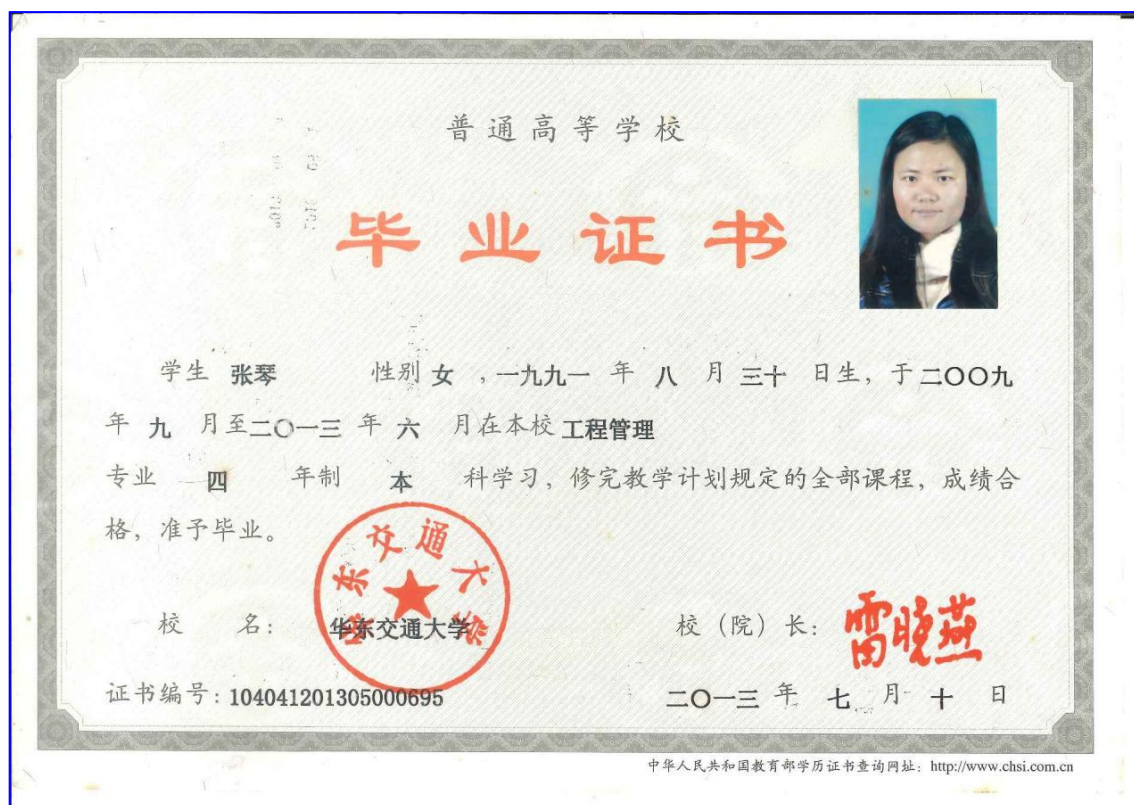 普通高等学校
毕业证书
学生 张琴 性别 女 ,一九九一 年 八 月 三十 日生，于二〇〇九
年 九 月至二〇一三 年 六 月在本校 工程管理
专业 四 年制 本 科学习，修完教学计划规定的全部课程，成绩合
格，准予毕业。
华东交通大学
校 名： 华东交通大学
校（院）长： 雷晓燕
证书编号：104041201305000695
二〇一三 年 七 月 十 日
中华人民共和国教育部学历证书查询网址：http://www.chsi.com.cn